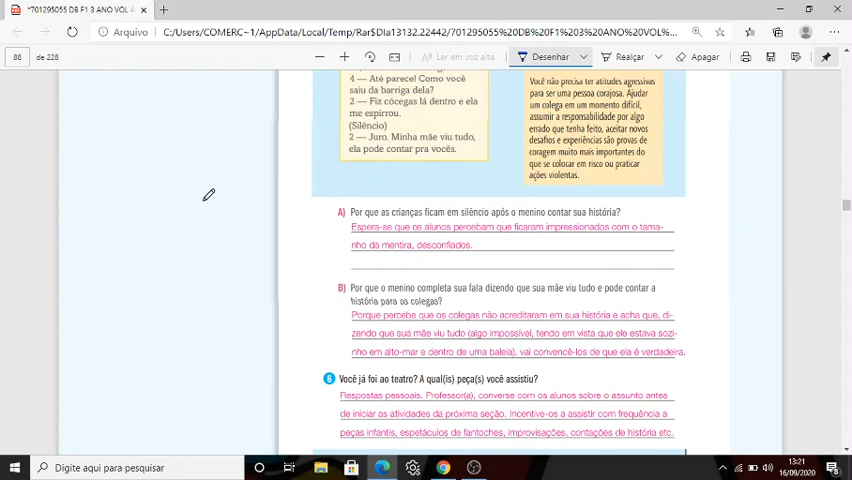 *701295055 DB F1 3 ANO VOL A
Arquivo
C:/Users/COMERC~1/AppData/Local/Temp/Rar$DIa13132.22442/701295055%20DB%20F1%203%20ANO%20VOL%...
88
de 228
Ler em voz alta
Desenhar
Realçar
Apagar
4 — Até parece! Como você
saiu da barriga dela?
2 — Fiz cócegas lá dentro e ela
me espirrou.
(Silêncio)
2 — Juro. Minha mãe viu tudo,
ela pode contar pra vocês.
Você não precisa ter atitudes agressivas
para ser uma pessoa corajosa. Ajudar
um colega em um momento difícil,
assumir a responsabilidade por algo
errado que tenha feito, aceitar novos
desafios e experiências são provas de
coragem muito mais importantes do
que se colocar em risco ou praticar
ações violentas.
A) Por que as crianças ficam em silêncio após o menino contar sua história?
Espera-se que os alunos percebam que ficaram impressionados com o tama-
nho da mentira, desconfiados.
B) Por que o menino completa sua fala dizendo que sua mãe viu tudo e pode contar a
história para os colegas?
Porque percebe que os colegas não acreditaram em sua história e acha que, di-
zendo que sua mãe viu tudo (algo impossível, tendo em vista que ele estava sozi-
nho em alto-mar e dentro de uma baleia), vai convencê-los de que ela é verdadeira.
6 Você já foi ao teatro? A qual(is) peça(s) você assistiu?
Respostas pessoais. Professor(a), converse com os alunos sobre o assunto antes
de iniciar as atividades da próxima seção. Incentive-os a assistir com frequência a
peças infantis, espetáculos de fantoches, improvisações, contações de história etc.
Digite aqui para pesquisar
13:21
16/09/2020